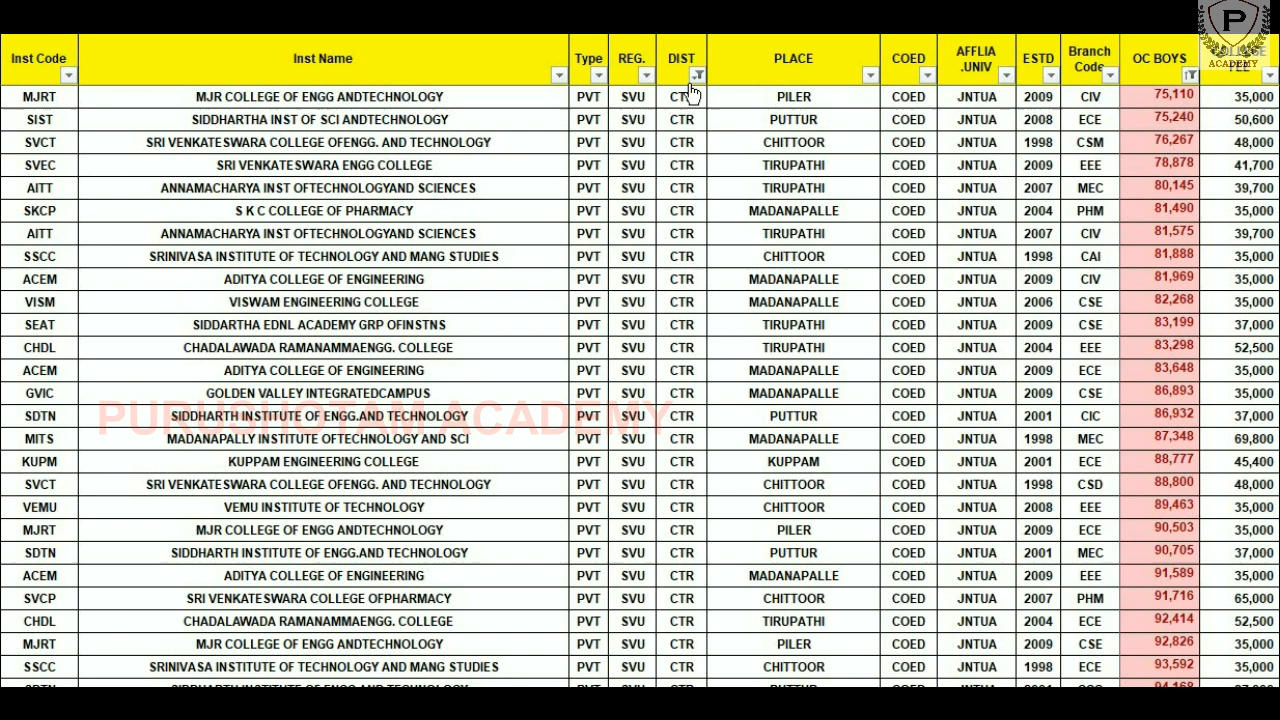 Inst Code Inst Name Type REG. DIST PLACE COED AFFLIA .UNIV ESTD Branch Code OC BOYS COLLEGE FEE
P
ACADEMY
MJRT MJR COLLEGE OF ENGG ANDTECHNOLOGY PVT SVU CTR PILER COED JNTUA 2009 CIV 75,110 35,000
SIST SIDDHARTHA INST OF SCI ANDTECHNOLOGY PVT SVU CTR PUTTUR COED JNTUA 2008 ECE 75,240 50,600
SVCT SRI VENKATESWARA COLLEGE OFENGG. AND TECHNOLOGY PVT SVU CTR CHITTOOR COED JNTUA 1998 CSM 76,267 48,000
SVEC SRI VENKATESWARA ENGG COLLEGE PVT SVU CTR TIRUPATHI COED JNTUA 2009 EEE 78,878 41,700
AITT ANNAMACHARYA INST OFTECHNOLOGYAND SCIENCES PVT SVU CTR TIRUPATHI COED JNTUA 2007 MEC 80,145 39,700
SKCP S K C COLLEGE OF PHARMACY PVT SVU CTR MADANAPALLE COED JNTUA 2004 PHM 81,490 35,000
AITT ANNAMACHARYA INST OFTECHNOLOGYAND SCIENCES PVT SVU CTR TIRUPATHI COED JNTUA 2007 CIV 81,575 39,700
SSCC SRINIVASA INSTITUTE OF TECHNOLOGY AND MANG STUDIES PVT SVU CTR CHITTOOR COED JNTUA 1998 CAI 81,888 35,000
ACEM ADITYA COLLEGE OF ENGINEERING PVT SVU CTR MADANAPALLE COED JNTUA 2009 CIV 81,969 35,000
VISM VISWAM ENGINEERING COLLEGE PVT SVU CTR MADANAPALLE COED JNTUA 2006 CSE 82,268 35,000
SEAT SIDDARTHA EDNL ACADEMY GRP OFINSTNS PVT SVU CTR TIRUPATHI COED JNTUA 2009 CSE 83,199 37,000
CHDL CHADALAWADA RAMANAMMAENGG. COLLEGE PVT SVU CTR TIRUPATHI COED JNTUA 2004 EEE 83,298 52,500
ACEM ADITYA COLLEGE OF ENGINEERING PVT SVU CTR MADANAPALLE COED JNTUA 2009 ECE 83,648 35,000
GVIC GOLDEN VALLEY INTEGRATEDCAMPUS PVT SVU CTR MADANAPALLE COED JNTUA 2009 CSE 86,893 35,000
PURUSHOTAM ACADEMY
SDTN SIDDHARTH INSTITUTE OF ENGG.AND TECHNOLOGY PVT SVU CTR PUTTUR COED JNTUA 2001 CIC 86,932 37,000
MITS MADANAPALLY INSTITUTE OFTECHNOLOGY AND SCI PVT SVU CTR MADANAPALLE COED JNTUA 1998 MEC 87,348 69,800
KUPM KUPPAM ENGINEERING COLLEGE PVT SVU CTR KUPPAM COED JNTUA 2001 ECE 88,777 45,400
SVCT SRI VENKATESWARA COLLEGE OFENGG. AND TECHNOLOGY PVT SVU CTR CHITTOOR COED JNTUA 1998 CSD 88,800 48,000
VEMU VEMU INSTITUTE OF TECHNOLOGY PVT SVU CTR CHITTOOR COED JNTUA 2008 EEE 89,463 35,000
MJRT MJR COLLEGE OF ENGG ANDTECHNOLOGY PVT SVU CTR PILER COED JNTUA 2009 ECE 90,503 35,000
SDTN SIDDHARTH INSTITUTE OF ENGG.AND TECHNOLOGY PVT SVU CTR PUTTUR COED JNTUA 2001 MEC 90,705 37,000
ACEM ADITYA COLLEGE OF ENGINEERING PVT SVU CTR MADANAPALLE COED JNTUA 2009 EEE 91,589 35,000
SVCP SRI VENKATESWARA COLLEGE OFPHARMACY PVT SVU CTR CHITTOOR COED JNTUA 2007 PHM 91,716 65,000
CHDL CHADALAWADA RAMANAMMAENGG. COLLEGE PVT SVU CTR TIRUPATHI COED JNTUA 2004 ECE 92,414 52,500
MJRT MJR COLLEGE OF ENGG ANDTECHNOLOGY PVT SVU CTR PILER COED JNTUA 2009 CSE 92,826 35,000
SSCC SRINIVASA INSTITUTE OF TECHNOLOGY AND MANG STUDIES PVT SVU CTR CHITTOOR COED JNTUA 1998 ECE 93,592 35,000